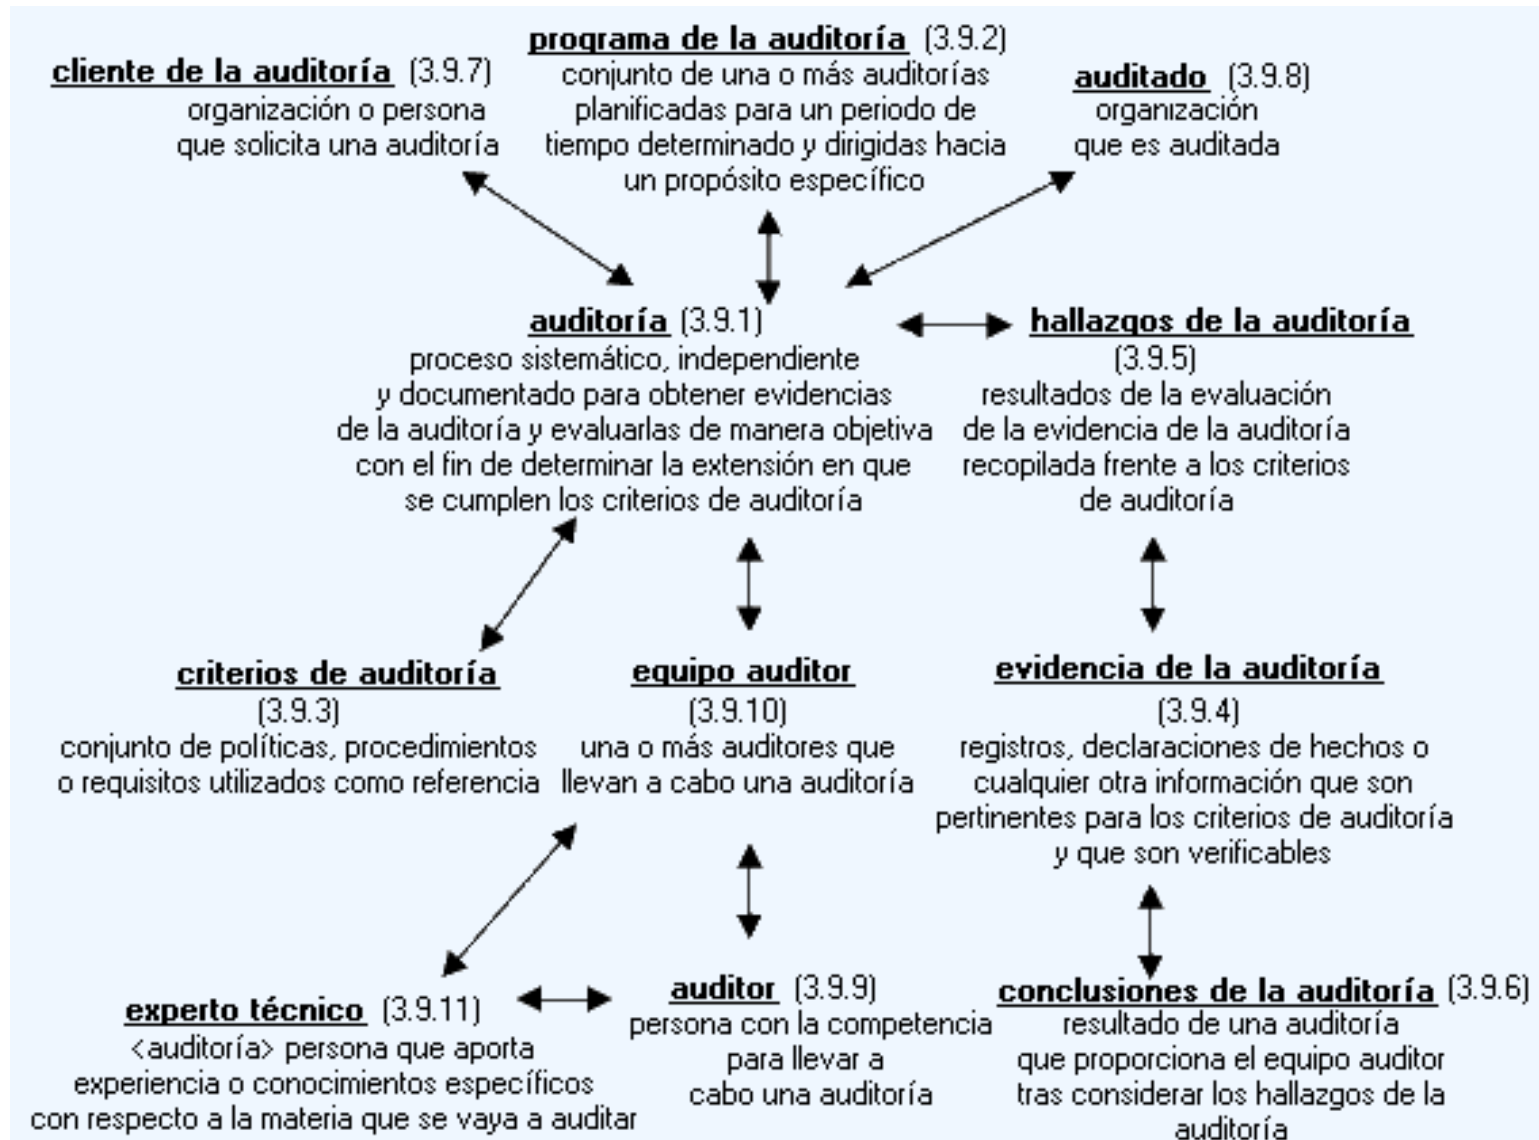 cliente de la auditoría (3.9.7)
organización o persona
que solicita una auditoría
programa de la auditoría (3.9.2)
conjunto de una o más auditorías
planificadas para un periodo de
tiempo determinado y dirigidas hacia
un propósito específico
auditado (3.9.8)
organización
que es auditada
auditoría (3.9.1)
proceso sistemático, independiente
y documentado para obtener evidencias
de la auditoría y evaluarlas de manera objetiva
con el fin de determinar la extensión en que
se cumplen los criterios de auditoría
hallazgos de la auditoría
(3.9.5)
resultados de la evaluación
de la evidencia de la auditoría
recopilada frente a los criterios
de auditoría
criterios de auditoría
(3.9.3)
conjunto de políticas, procedimientos
o requisitos utilizados como referencia
equipo auditor
(3.9.10)
una o más auditores que
llevan a cabo una auditoría
evidencia de la auditoría
(3.9.4)
registros, declaraciones de hechos o
cualquier otra información que son
pertinentes para los criterios de auditoría
y que son verificables
experto técnico (3.9.11)
<auditoría> persona que aporta
experiencia o conocimientos específicos
con respecto a la materia que se vaya a auditar
auditor (3.9.9)
persona con la competencia
para llevar a
cabo una auditoría
conclusiones de la auditoría (3.9.6)
resultado de una auditoría
que proporciona el equipo auditor
tras considerar los hallazgos de la
auditoría